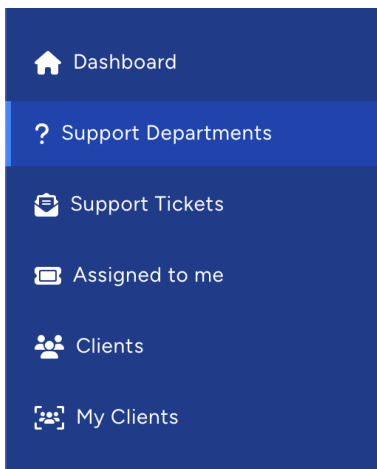 Dashboard
Support Departments
Support Tickets
Assigned to me
Clients
My Clients